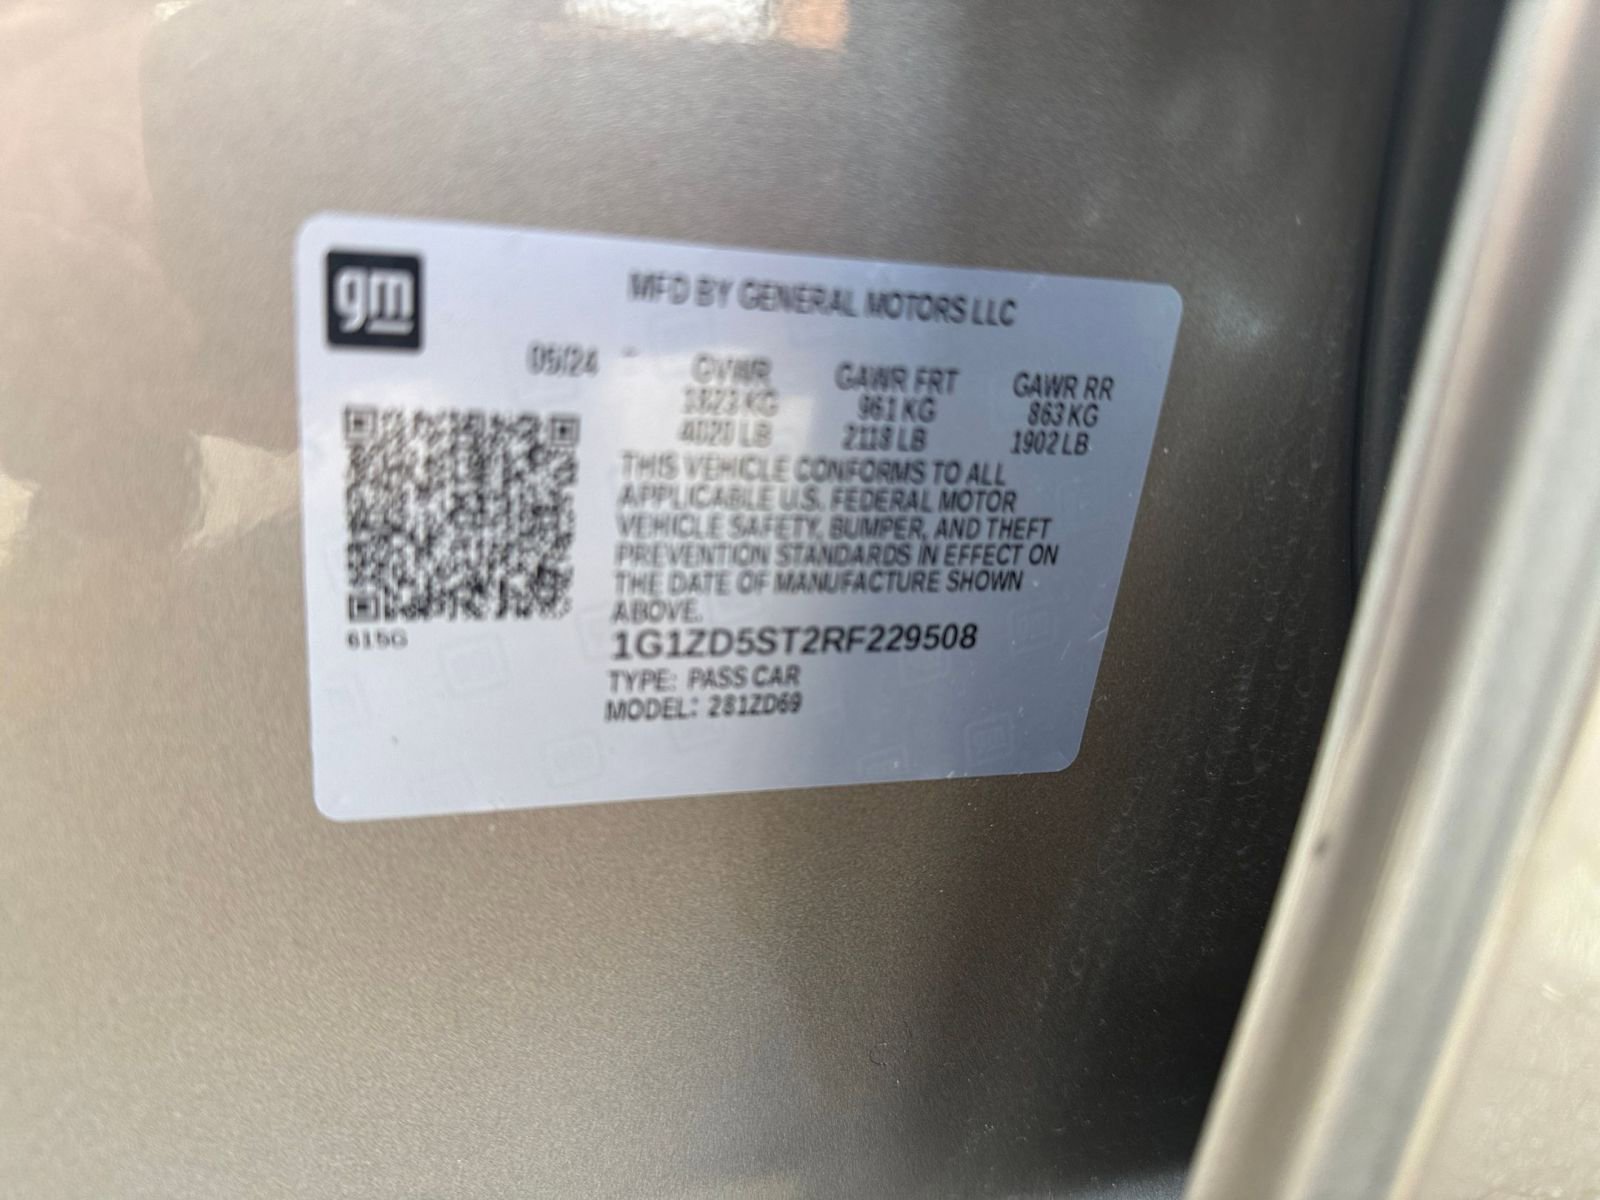 gm
MFD BY GENERAL MOTORS LLC
05/24 GVWR GAWR FRT GAWR RR
1823 KG 961 KG 863 KG
4020 LB 2118 LB 1902 LB
THIS VEHICLE CONFORMS TO ALL
APPLICABLE U.S. FEDERAL MOTOR
VEHICLE SAFETY, BUMPER, AND THEFT
PREVENTION STANDARDS IN EFFECT ON
THE DATE OF MANUFACTURE SHOWN
ABOVE.
615G
1G1ZD5ST2RF229508
TYPE: PASS CAR
MODEL: 281ZD69